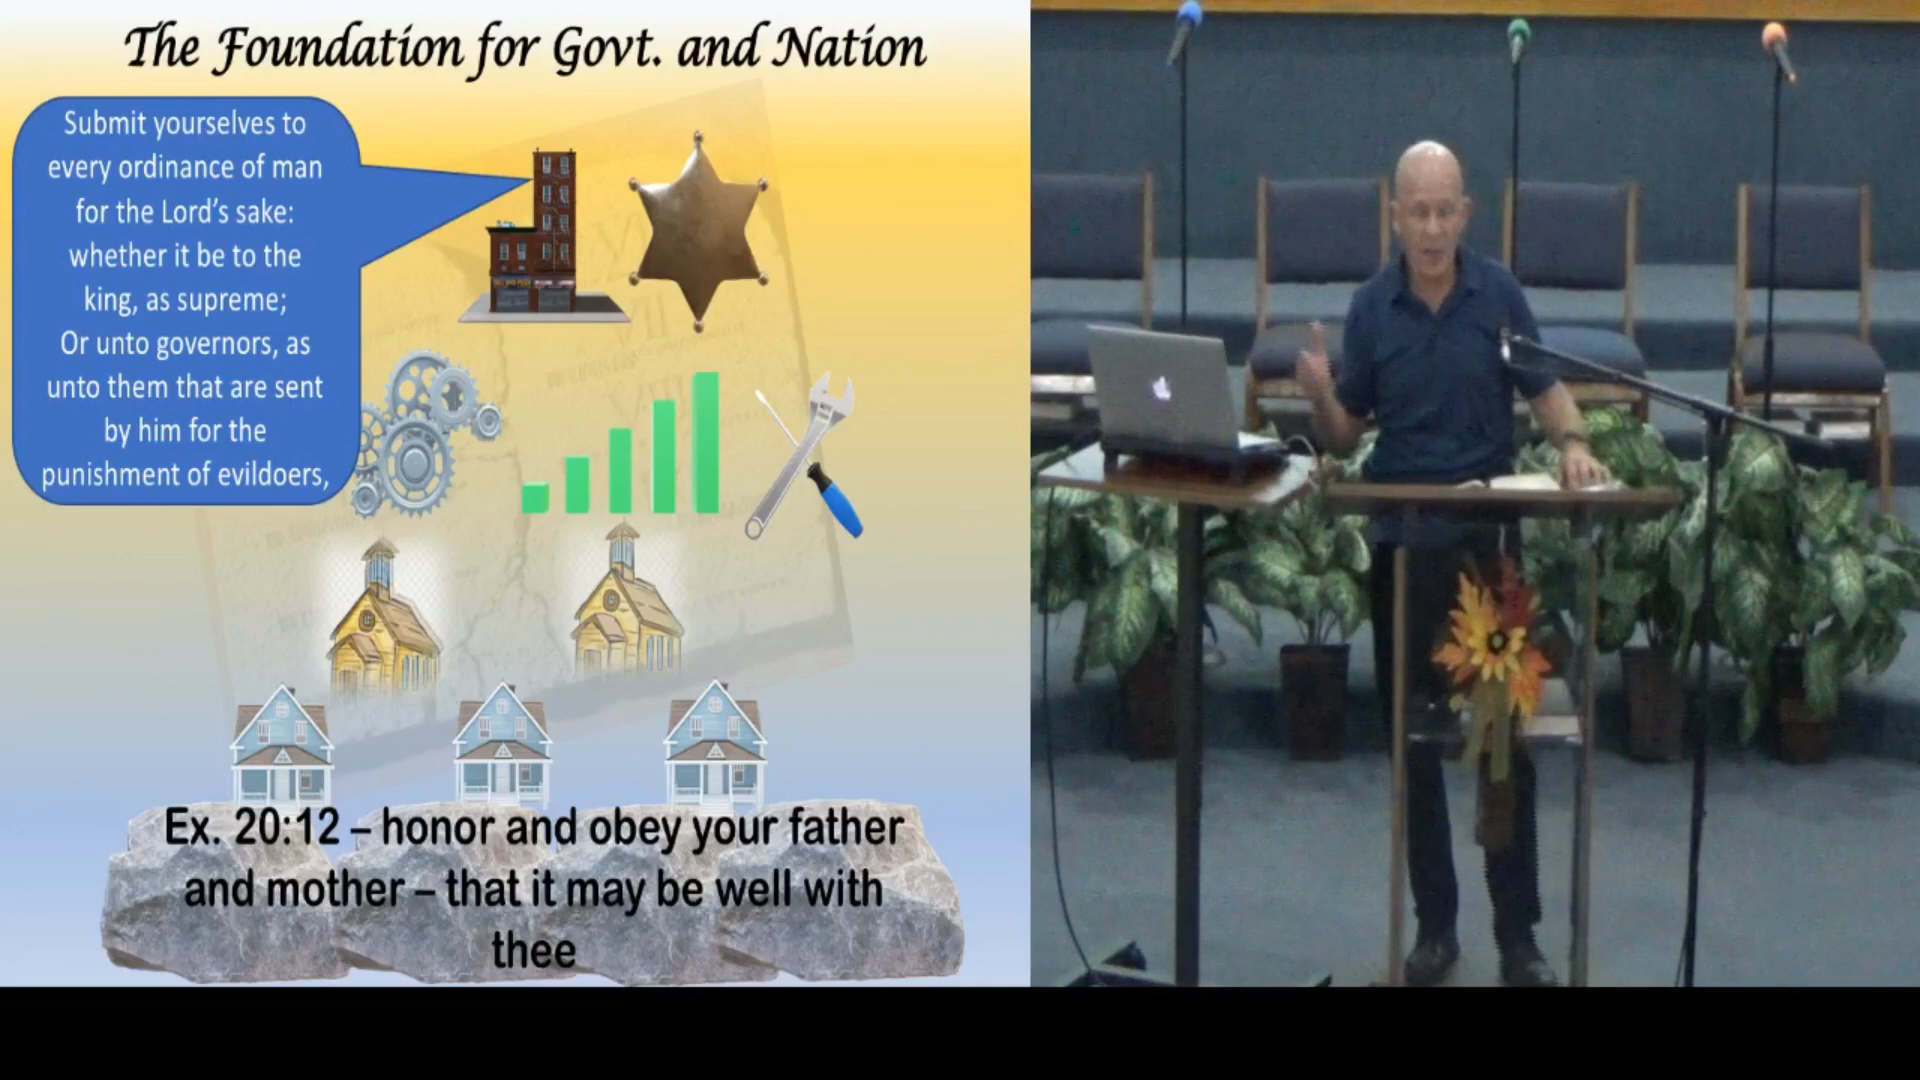 The Foundation for Govt. and Nation
Submit yourselves to
every ordinance of man
for the Lord's sake:
whether it be to the
king, as supreme;
Or unto governors, as
unto them that are sent
by him for the
punishment of evildoers,
Ex. 20:12 – honor and obey your father
and mother – that it may be well with
thee